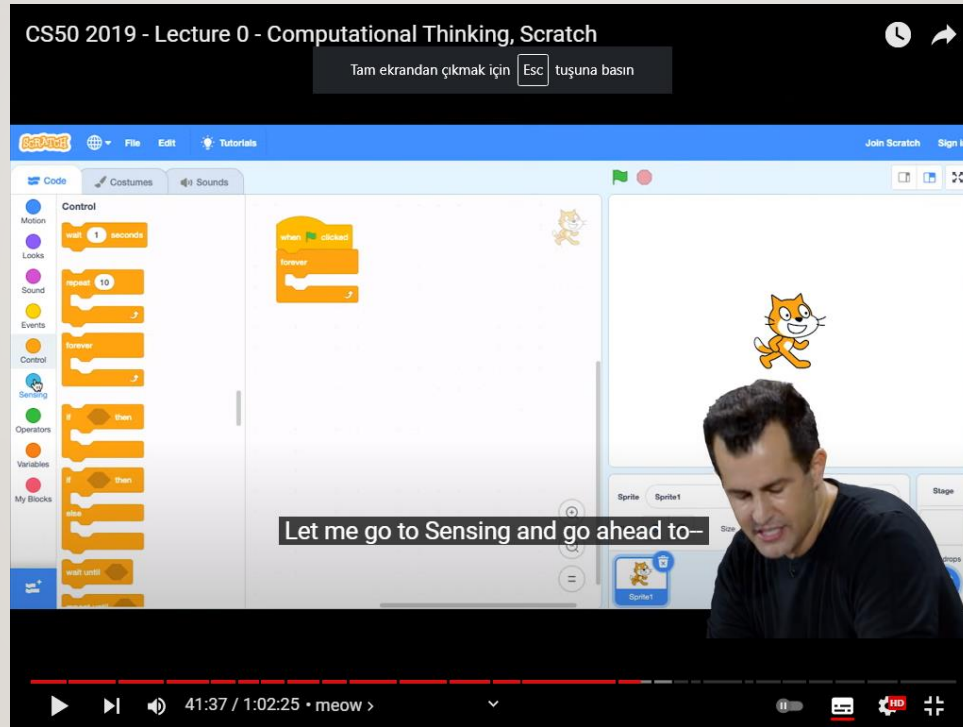 CS50 2019 - Lecture 0 - Computational Thinking, Scratch
Tam ekrandan çıkmak için Esc tuşuna basın
SCRATCH File Edit Tutorials Join Scratch Sign
Code Costumes Sounds
Motion
Looks
Sound
Events
Control
Sensing
Operators
Variables
My Blocks
Control
wait 1 seconds
repeat 10
forever
if then
if then
else
wait until
when clicked
forever
Sprite Sprite1
Size
Stage
Sprite1
Let me go to Sensing and go ahead to--
41:37 / 1:02:25 • meow >
HD